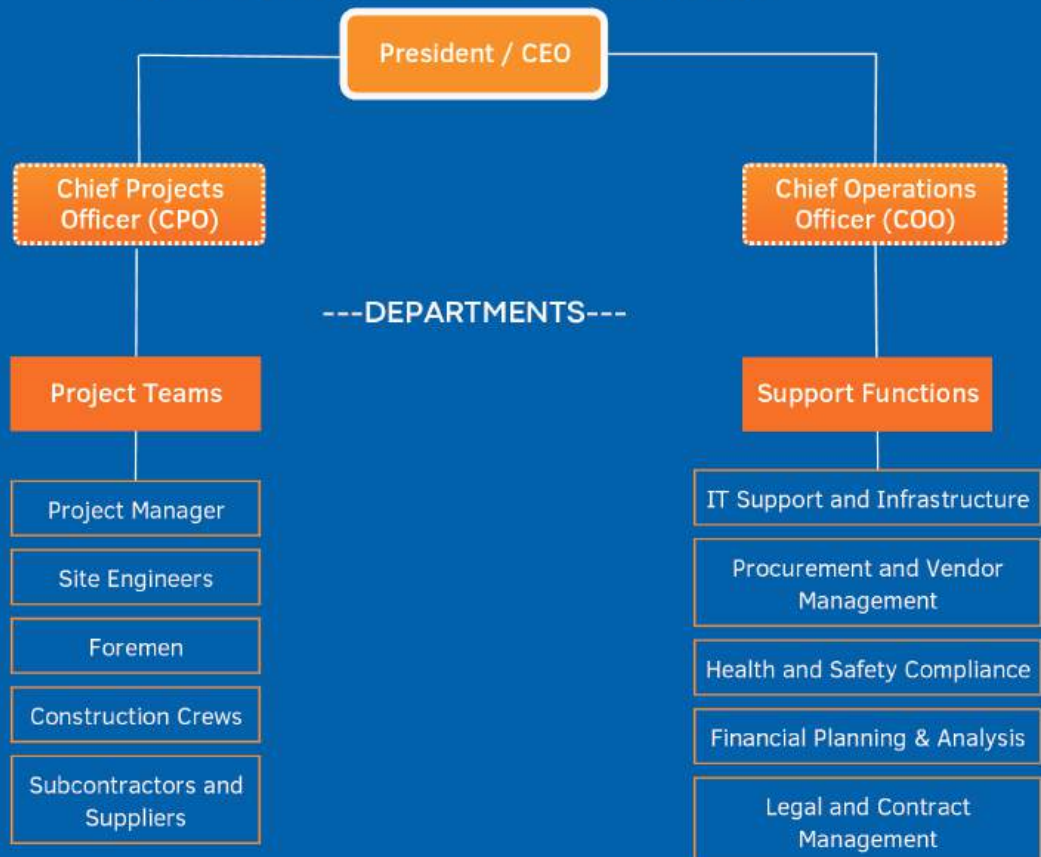 President / CEO
Chief Projects
Officer (CPO)
Chief Operations
Officer (COO)
---DEPARTMENTS---
Project Teams
Support Functions
Project Manager
Site Engineers
Foremen
Construction Crews
Subcontractors and
Suppliers
IT Support and Infrastructure
Procurement and Vendor
Management
Health and Safety Compliance
Financial Planning & Analysis
Legal and Contract
Management